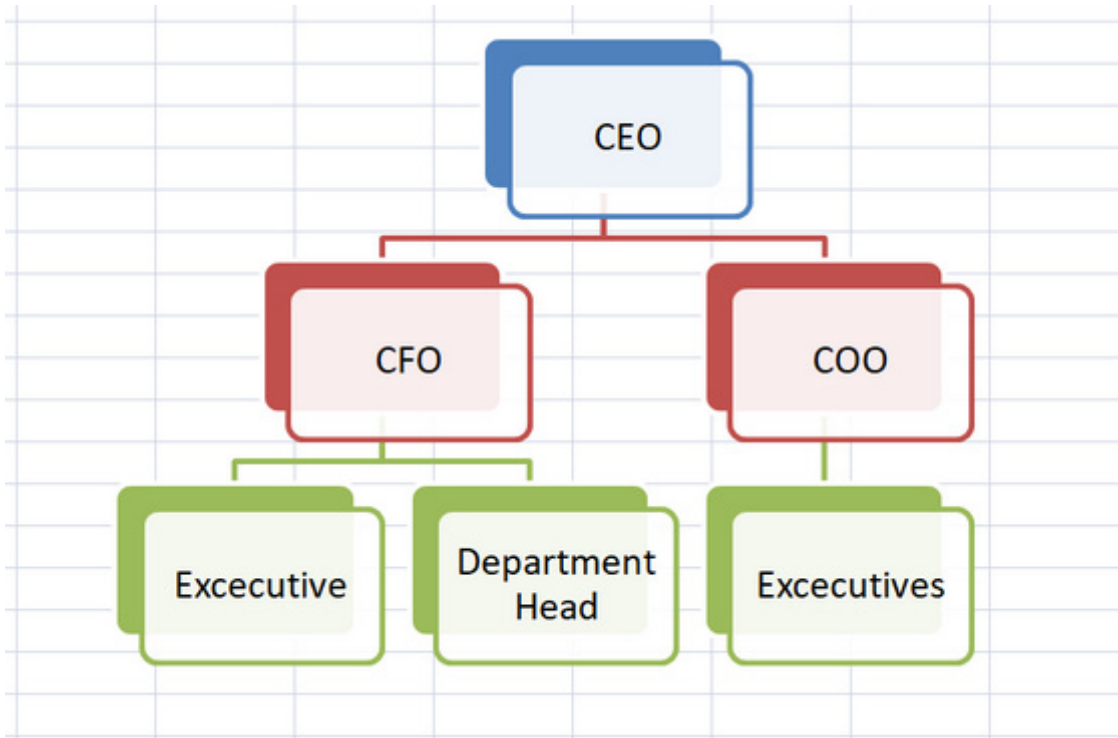 CEO
CFO
COO
Excecutive
Department
Head
Excecutives